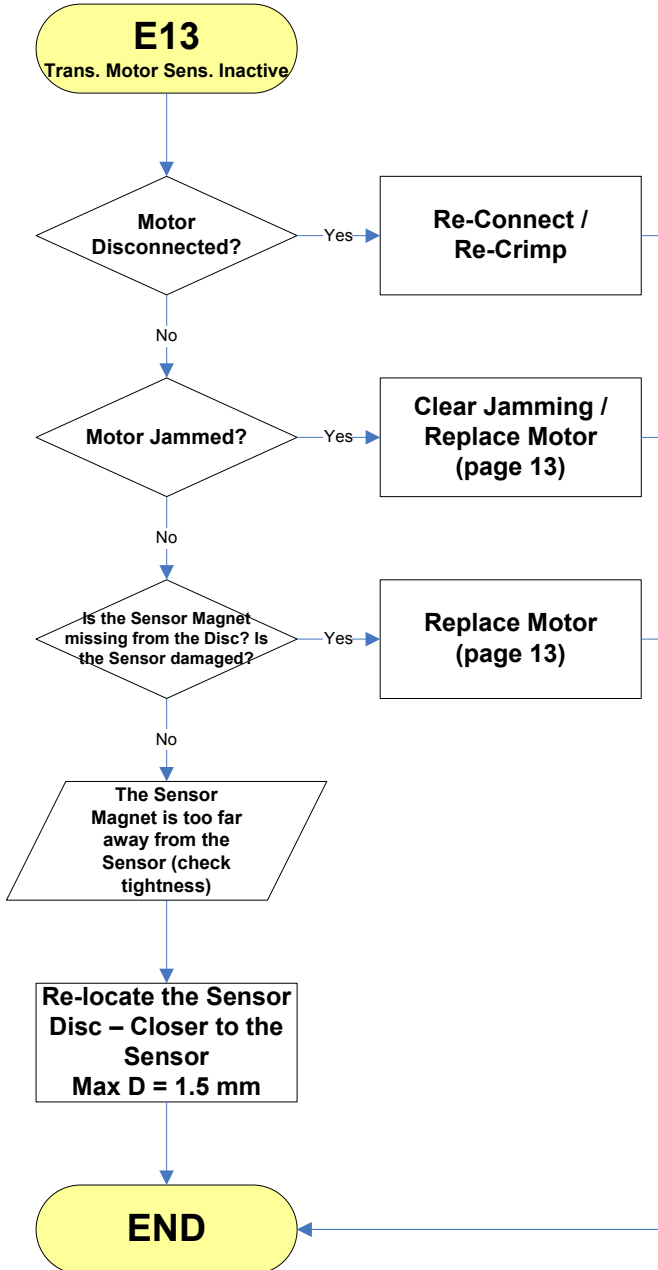 E13
Trans. Motor Sens. Inactive
Motor
Disconnected?
Yes
Re-Connect /
Re-Crimp
No
Motor Jammed?
Yes
Clear Jamming /
Replace Motor
(page 13)
No
Is the Sensor Magnet
missing from the Disc? Is
the Sensor damaged?
Yes
Replace Motor
(page 13)
No
The Sensor
Magnet is too far
away from the
Sensor (check
tightness)
Re-locate the Sensor
Disc – Closer to the
Sensor
Max D = 1.5 mm
END